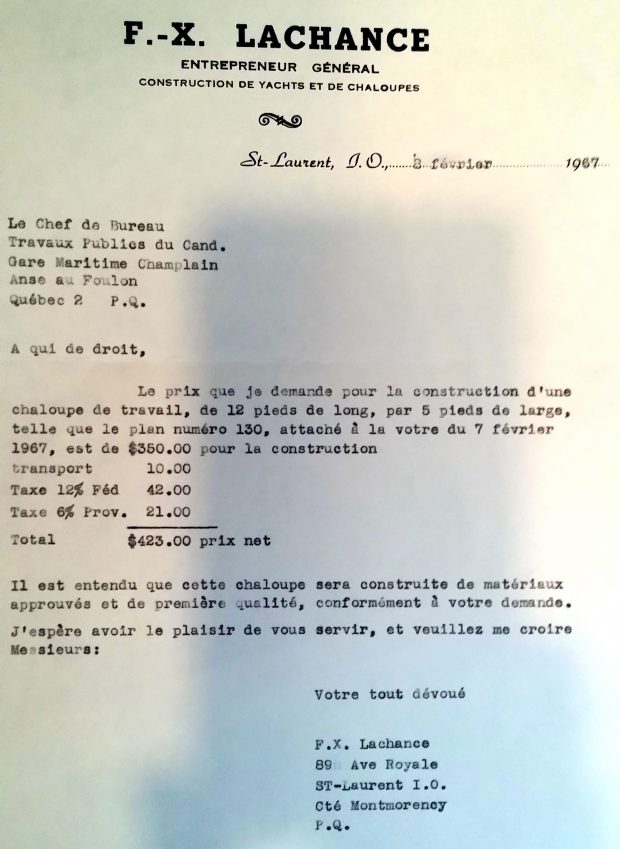 F.-X. LACHANCE
ENTREPRENEUR GÉNÉRAL
CONSTRUCTION DE YACHTS ET DE CHALOUPES
St-Laurent, I.O.,......8 février..................1967
Le Chef de Bureau
Travaux Publics du Cand.
Gare Maritime Champlain
Anse au Foulon
Québec 2 P.Q.
A qui de droit,
Le prix que je demande pour la construction d'une
chaloupe de travail, de 12 pieds de long, par 5 pieds de large,
telle que le plan numéro 130, attaché à la votre du 7 février
1967, est de $350.00 pour la construction
transport 10.00
Taxe 12% Féd 42.00
Taxe 6% Prov. 21.00
Total $423.00 prix net
Il est entendu que cette chaloupe sera construite de matériaux
approuvés et de première qualité, conformément à votre demande.
J'espère avoir le plaisir de vous servir, et veuillez me croire
Messieurs:
Votre tout dévoué
F.X. Lachance
Ave Royale
ST-Laurent I.O.
Cté Montmorency
P.Q.